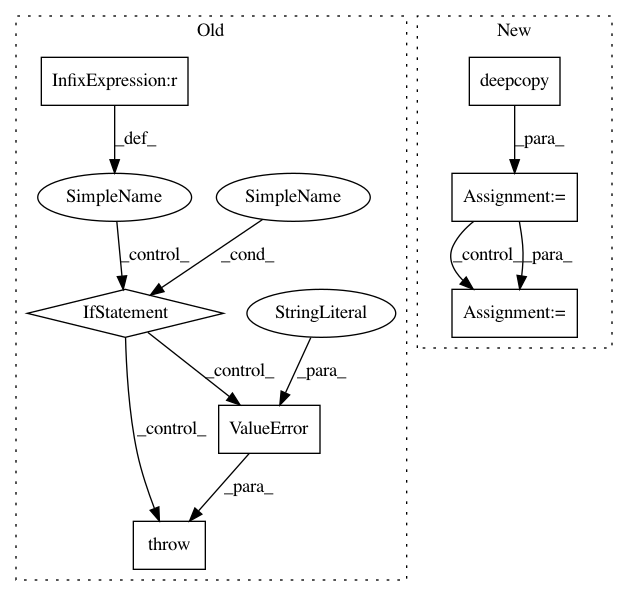 Old
New
InfixExpression:r
deepcopy
_def_
_para_
SimpleName
SimpleName
Assignment:=
_control_
_cond_
_control_
_para_
IfStatement
StringLiteral
Assignment:=
_control_
_para_
_control_
ValueError
_para_
throw